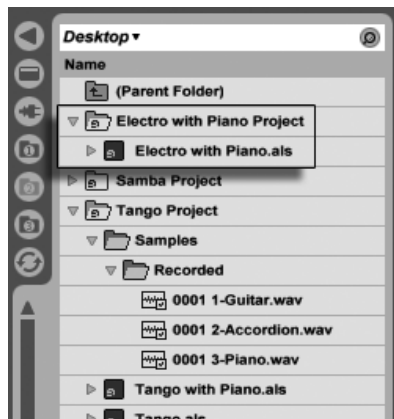 Desktop
Name
(Parent Folder)
Electro with Piano Project
Electro with Piano.als
Samba Project
Tango Project
Samples
Recorded
0001 1-Guitar.wav
0001 2-Accordion.wav
0001 3-Piano.wav
Tango with Piano.als
Tango.als